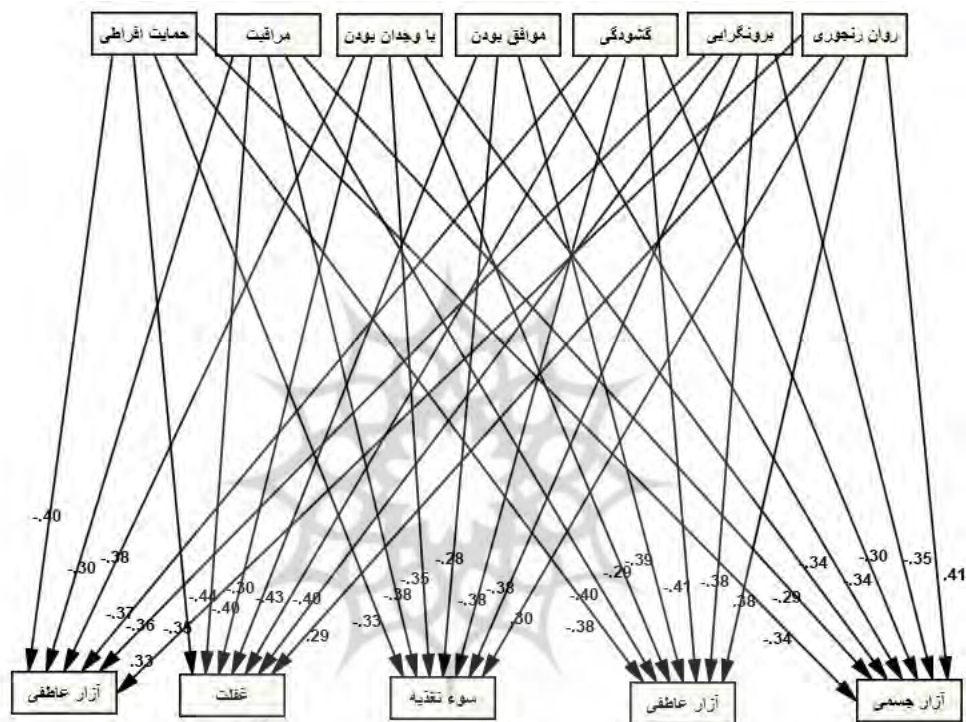 روان رنجوری
برونگرایی
گشودگی
موافق بودن
با وجدان بودن
مراقبت
حمایت افراطی
-.40
-.30
-.38
-.37
-.36
.33
-.35
-.44
-.40
-.30
-.43
-.40
.29
-.33
-.38
-.35
-.28
-.38
-.38
.30
-.40
-.38
-.29
-.39
-.41
-.38
.38
-.34
-.29
-.34
.34
-.30
-.35
.41
آزار جسمی
آزار عاطفی
سوء تغذیه
غفلت
آزار عاطفی